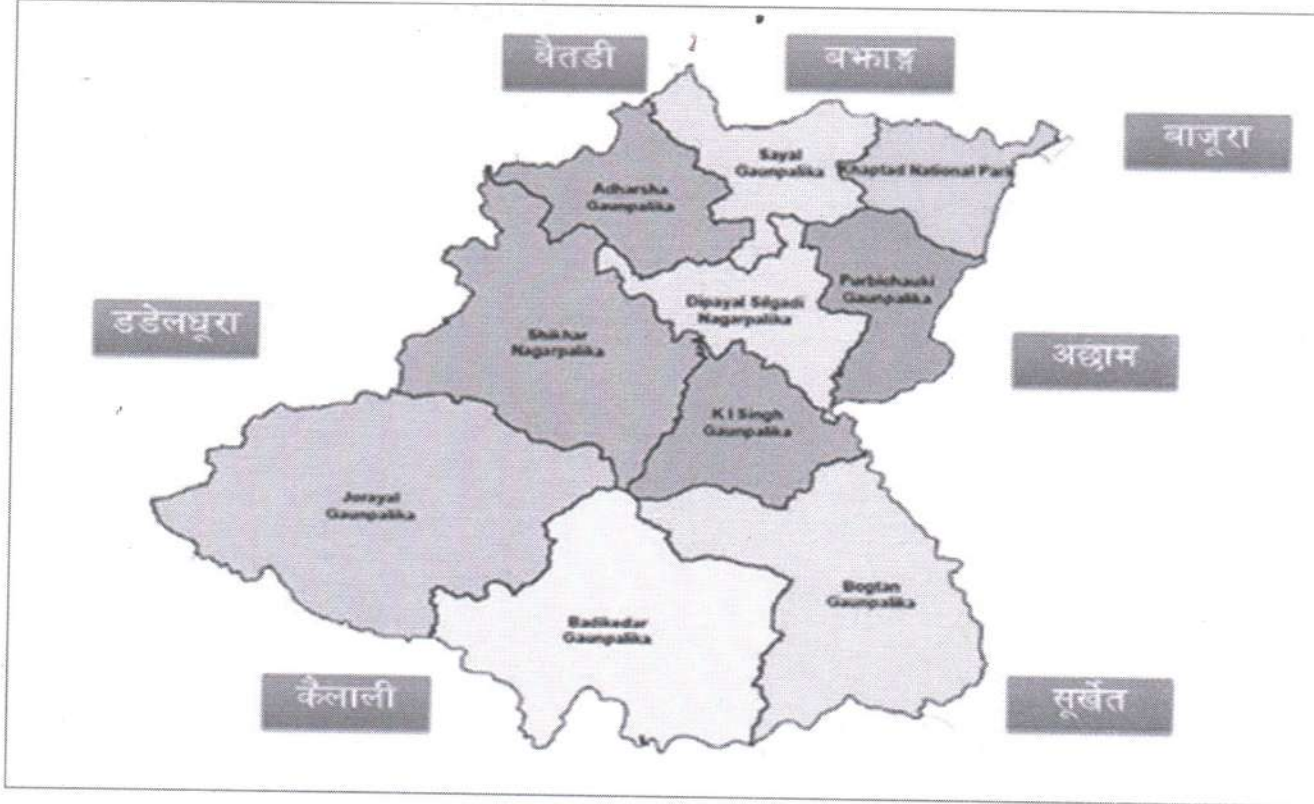 बैतडी
बझाङ्ग
बाजूरा
Sayal
Gaunpalika
Khaptad National Park
Adharsha
Gaunpalika
Purbichauki
Gaunpalika
Dipayal Silgadi
Nagarpalika
डडेलधूरा
Shikhar
Nagarpalika
अछाम
K I Singh
Gaunpalika
Jorayal
Gaunpalika
Bogtan
Gaunpalika
Badikedar
Gaunpalika
कैलाली
सूर्खेत